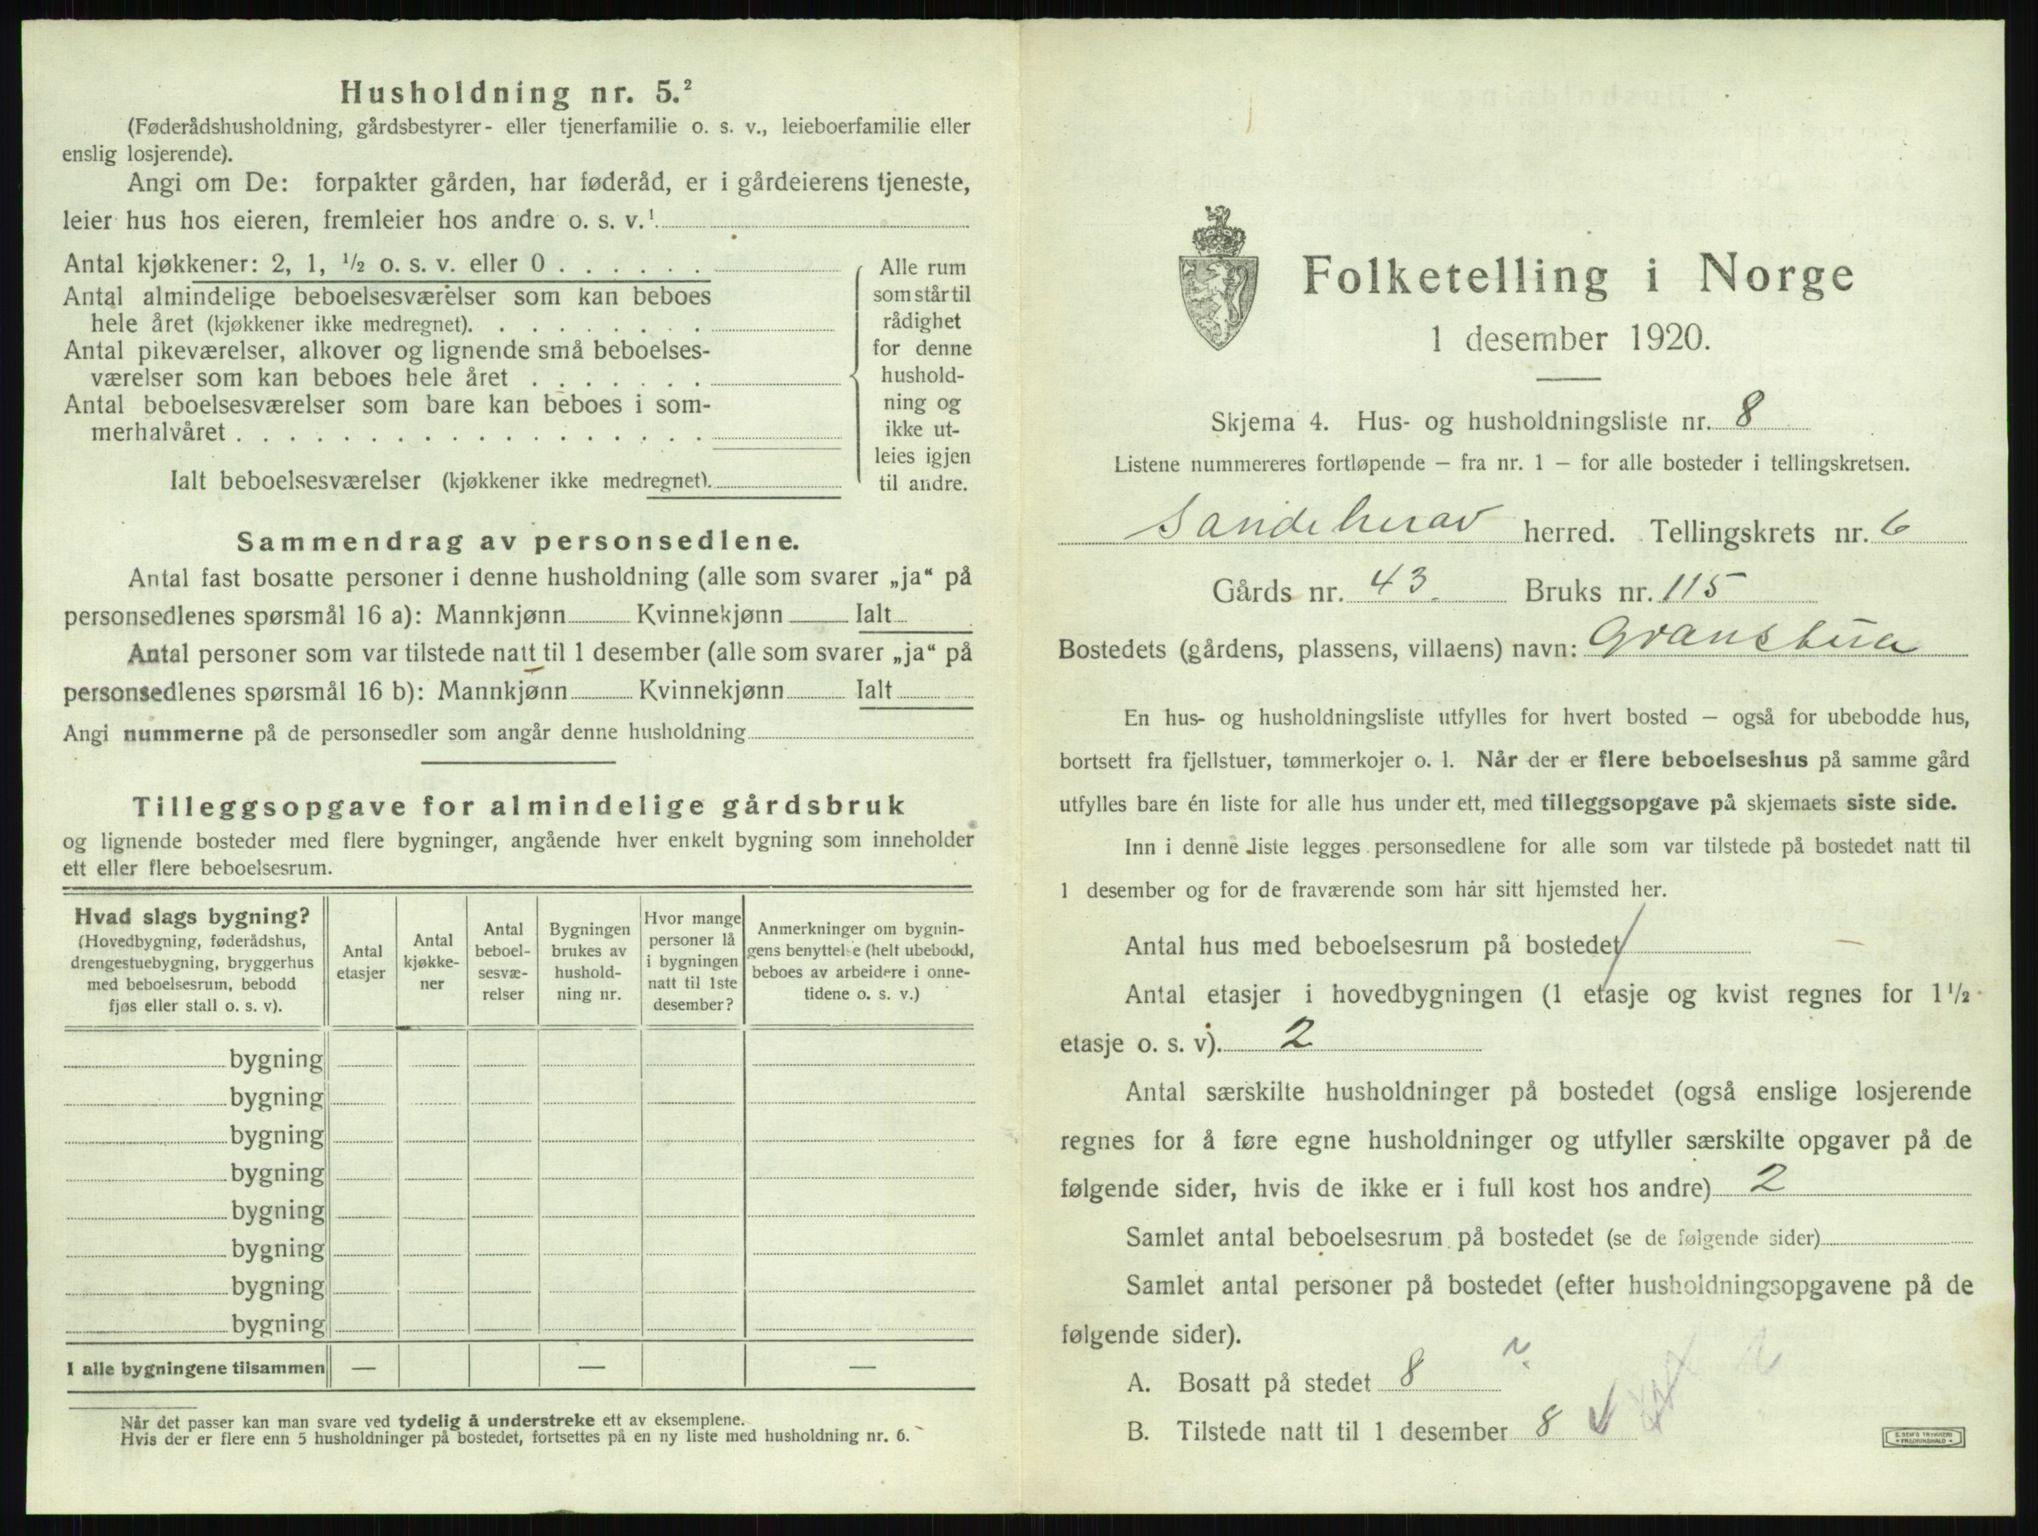 Husholdning nr. 5.²
(Føderådshusholdning, gårdsbestyrer- eller tjenerfamilie o. s. v., leieboerfamilie eller
enslig losjerende).
Angi om De: forpakter gården, har føderåd, er i gårdeierens tjeneste,
leier hus hos eieren, fremleier hos andre o. s. v.¹
Antal kjøkkener: 2, 1, ½ o. s. v. eller 0 . . . . . .
Antal almindelige beboelsesværelser som kan beboes
hele året (kjøkkener ikke medregnet). . . . . . . . .
Antal pikeværelser, alkover og lignende små beboelses-
værelser som kan beboes hele året . . . . . . .
Antal beboelsesværelser som bare kan beboes i som-
merhalvåret . . . . . . . . . . . . . . . . . .
Ialt beboelsesværelser (kjøkkener ikke medregnet).
Alle rum
som står til
rådighet
for denne
hushold-
ning og
ikke ut-
leies igjen
til andre.
Sammendrag av personsedlene.
Antal fast bosatte personer i denne husholdning (alle som svarer „ja“ på
personsedlenes spørsmål 16 a): Mannkjønn Kvinnekjønn Ialt
Antal personer som var tilstede natt til 1 desember (alle som svarer „ja“ på
personsedlenes spørsmål 16 b): Mannkjønn Kvinnekjønn Ialt
Angi nummerne på de personsedler som angår denne husholdning
Tilleggsopgave for almindelige gårdsbruk
og lignende bosteder med flere bygninger, angående hver enkelt bygning som inneholder
ett eller flere beboelsesrum.
Hvad slags bygning?
(Hovedbygning, føderådshus,
drengestuebygning, bryggerhus
med beboelsesrum, bebodd
fjøs eller stall o. s. v).
Antal
etasjer
Antal
kjøkke-
ner
Antal
beboel-
sesvæ-
relser
Bygningen
brukes av
hushold-
ning nr.
Hvor mange
personer lå
i bygningen
natt til 1ste
desember?
Anmerkninger om bygnin-
gens benyttelse (helt ubebodd,
beboes av arbeidere i onne-
tidene o. s. v.)
bygning
bygning
bygning
bygning
bygning
bygning
bygning
bygning
I alle bygningene tilsammen — — —
Når det passer kan man svare ved tydelig å understreke ett av eksemplene.
Hvis der er flere enn 5 husholdninger på bostedet, fortsettes på en ny liste med husholdning nr. 6.
Folketelling i Norge
1 desember 1920.
Skjema 4. Hus- og husholdningsliste nr. 8
Listene nummereres fortløpende – fra nr. 1 – for alle bosteder i tellingskretsen.
Sandeherav herred. Tellingskrets nr. 6
Gårds nr. 43. Bruks nr. 115
Bostedets (gårdens, plassens, villaens) navn: Granstua
En hus- og husholdningsliste utfylles for hvert bosted – også for ubebodde hus,
bortsett fra fjellstuer, tømmerkojer o. l. Når der er flere beboelseshus på samme gård
utfylles bare én liste for alle hus under ett, med tilleggsopgave på skjemaets siste side.
Inn i denne liste legges personsedlene for alle som var tilstede på bostedet natt til
1 desember og for de fraværende som har sitt hjemsted her.
Antal hus med beboelsesrum på bostedet 1
Antal etasjer i hovedbygningen (1 etasje og kvist regnes for 1½
etasje o. s. v). 2
Antal særskilte husholdninger på bostedet (også enslige losjerende
regnes for å føre egne husholdninger og utfyller særskilte opgaver på de
følgende sider, hvis de ikke er i full kost hos andre) 2
Samlet antal beboelsesrum på bostedet (se de følgende sider)
Samlet antal personer på bostedet (efter husholdningsopgavene på de
følgende sider).
A. Bosatt på stedet 8
B. Tilstede natt til 1 desember 8